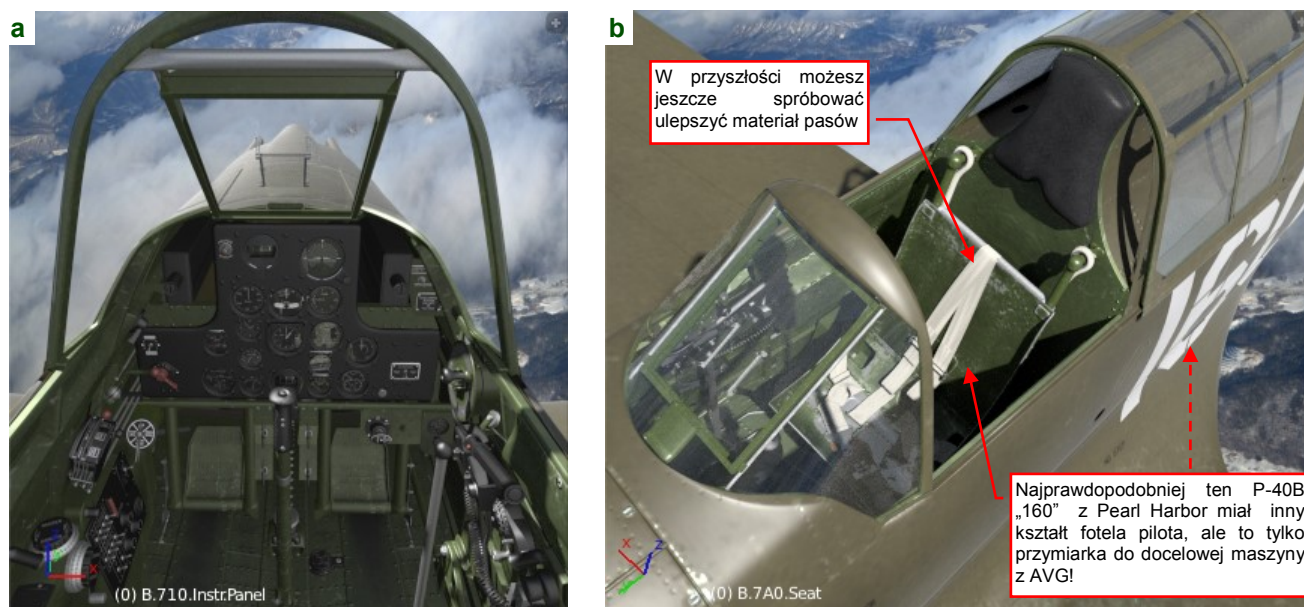 a
b
W przyszłości możesz
jeszcze spróbować
ulepszyć materiał pasów
Najprawdopodobniej ten P-40B
„160” z Pearl Harbor miał inny
kształt fotela pilota, ale to tylko
przymiarka do docelowej maszyny
z AVG!
(0) B.710.Instr.Panel
(0) B.7A0.Seat